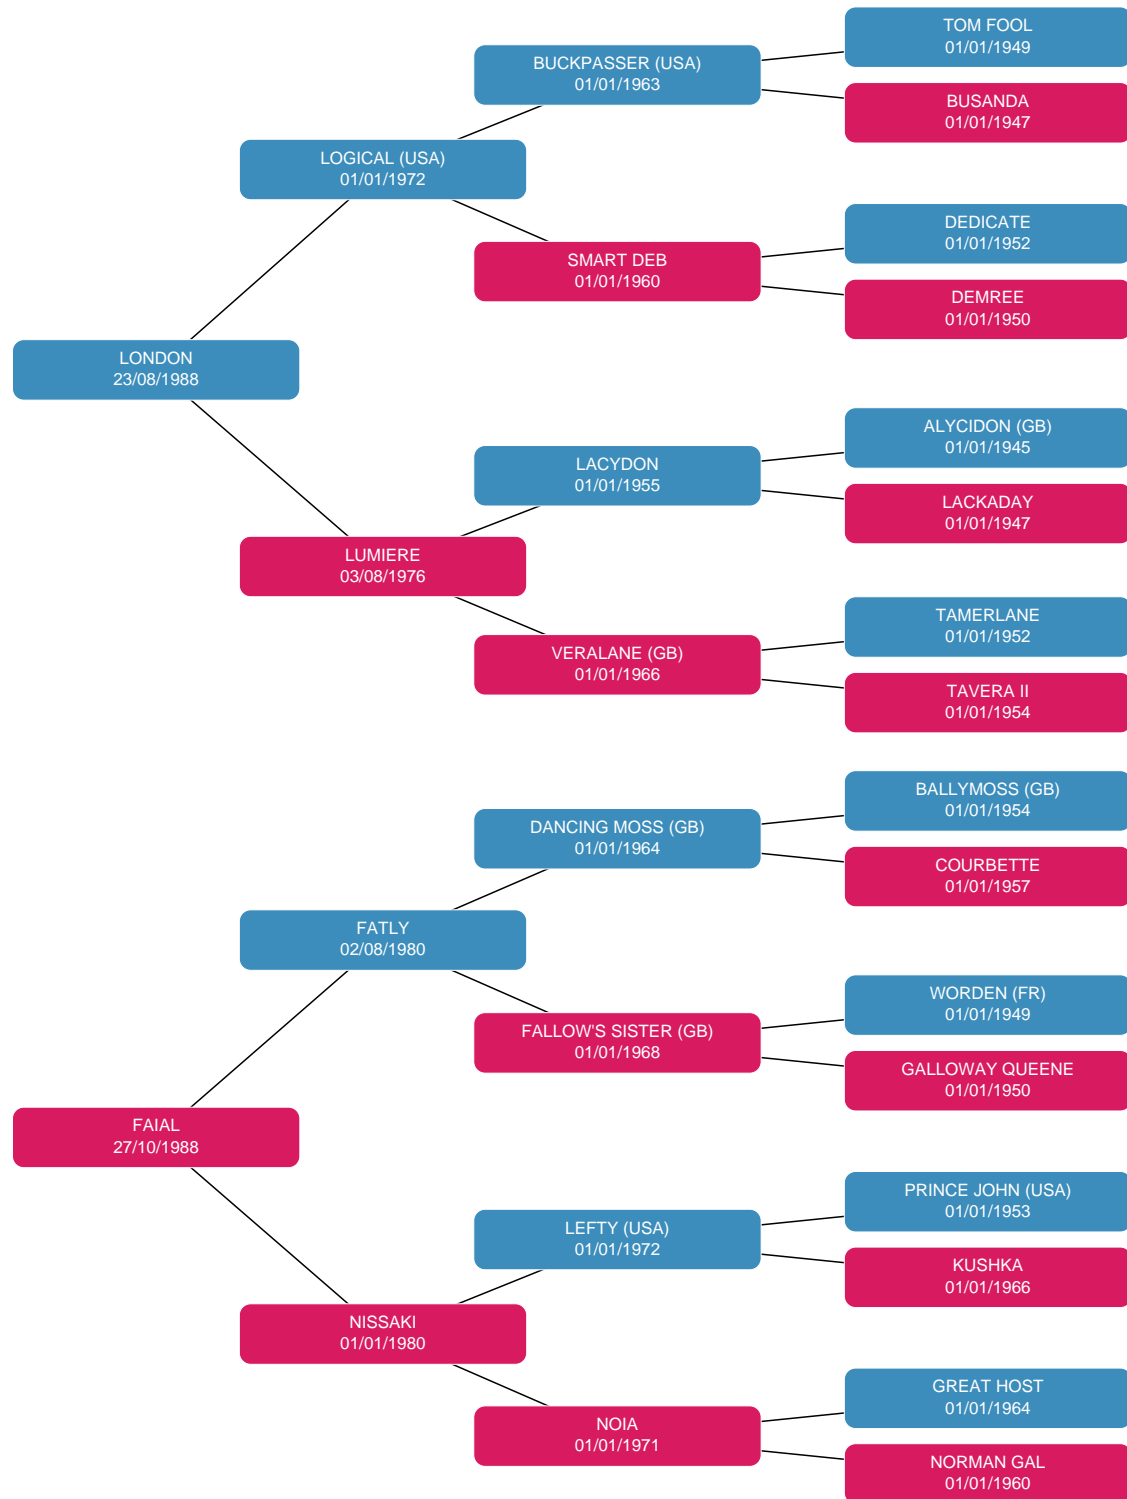 TOM FOOL
01/01/1949
BUCKPASSER (USA)
01/01/1963
BUSANDA
01/01/1947
LOGICAL (USA)
01/01/1972
DEDICATE
01/01/1952
SMART DEB
01/01/1960
DEMREE
01/01/1950
LONDON
23/08/1988
ALYCIDON (GB)
01/01/1945
LACYDON
01/01/1955
LACKADAY
01/01/1947
LUMIERE
03/08/1976
TAMERLANE
01/01/1952
VERALANE (GB)
01/01/1966
TAVERA II
01/01/1954
BALLYMOSS (GB)
01/01/1954
DANCING MOSS (GB)
01/01/1964
COURBETTE
01/01/1957
FATLY
02/08/1980
WORDEN (FR)
01/01/1949
FALLOW'S SISTER (GB)
01/01/1968
GALLOWAY QUEENE
01/01/1950
FAIAL
27/10/1988
PRINCE JOHN (USA)
01/01/1953
LEFTY (USA)
01/01/1972
KUSHKA
01/01/1966
NISSAKI
01/01/1980
GREAT HOST
01/01/1964
NOIA
01/01/1971
NORMAN GAL
01/01/1960